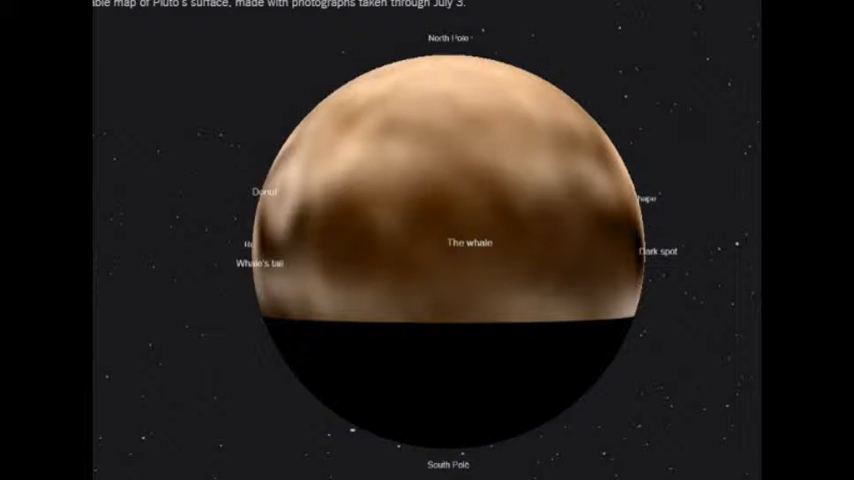 map of Pluto's surface, made with photographs taken through July 3.
North Pole
Donut
The whale
Dark spot
Whale's tail
South Pole